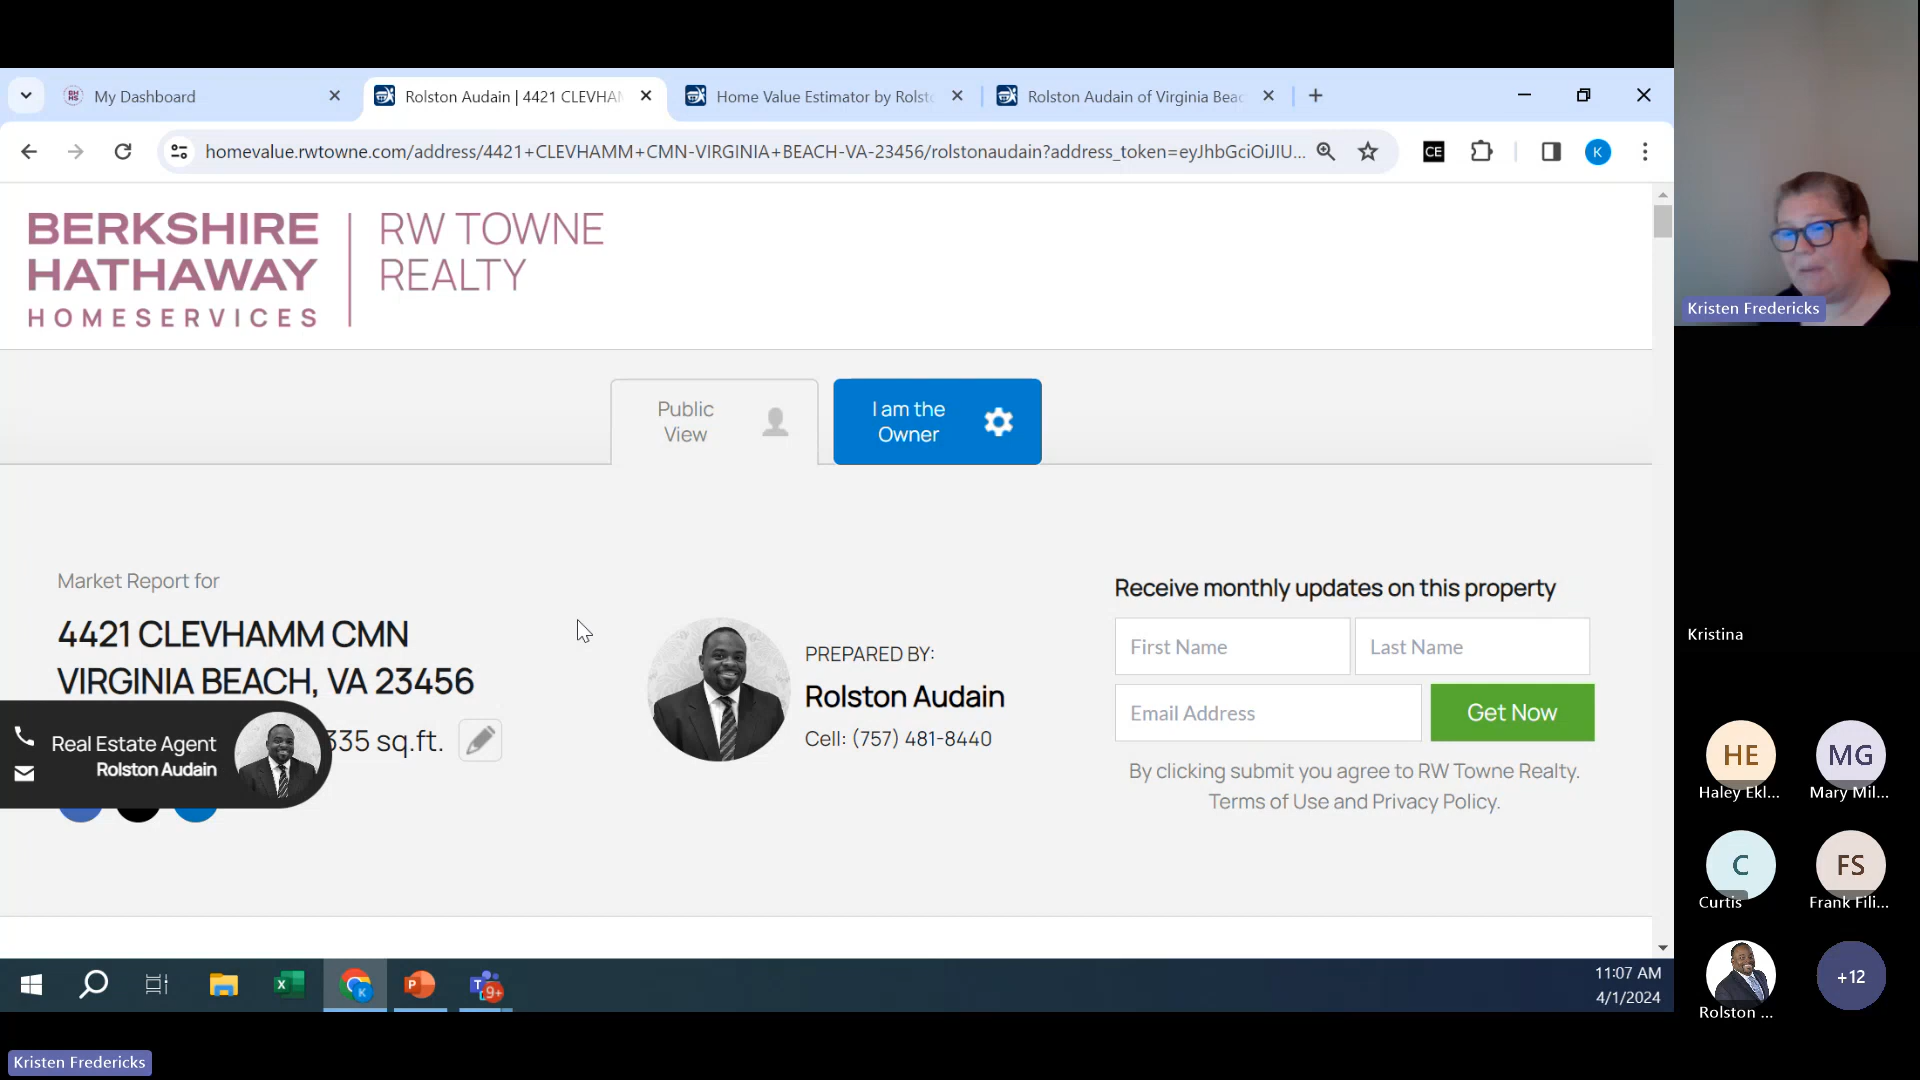 My Dashboard
Rolston Audain | 4421 CLEVHAM
Home Value Estimator by Rolst
Rolston Audain of Virginia Beac
homevalue.rwtowne.com/address/4421+CLEVHAMM+CMN-VIRGINIA+BEACH-VA-23456/rolstonaudain?address_token=eyJhbGciOiJIU...
CE
K
BERKSHIRE
HATHAWAY
HOMESERVICES
RW TOWNE
REALTY
Public
View
I am the
Owner
Market Report for
4421 CLEVHAMM CMN
VIRGINIA BEACH, VA 23456
335 sq.ft.
Real Estate Agent
Rolston Audain
PREPARED BY:
Rolston Audain
Cell: (757) 481-8440
Receive monthly updates on this property
First Name
Last Name
Email Address
Get Now
By clicking submit you agree to RW Towne Realty.
Terms of Use and Privacy Policy.
Kristen Fredericks
Kristina
HE
Haley Ekl...
MG
Mary Mil...
C
Curtis
FS
Frank Fili...
Rolston ...
+12
9+
11:07 AM
4/1/2024
Kristen Fredericks